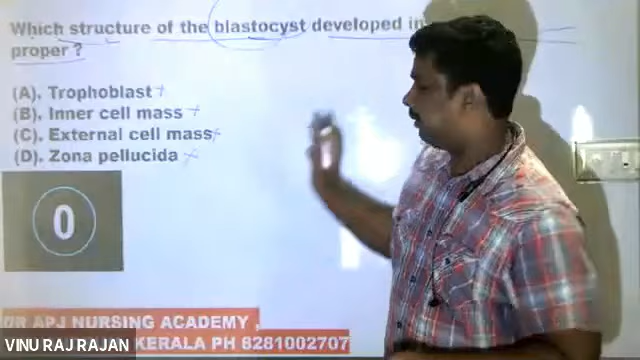 Which structure of the blastocyst developed in
proper ?
(A). Trophoblast
(B). Inner cell mass
(C). External cell mass
(D). Zona pellucida
0
DR APJ NURSING ACADEMY ,
KERALA PH 8281002707
VINU RAJ RAJAN